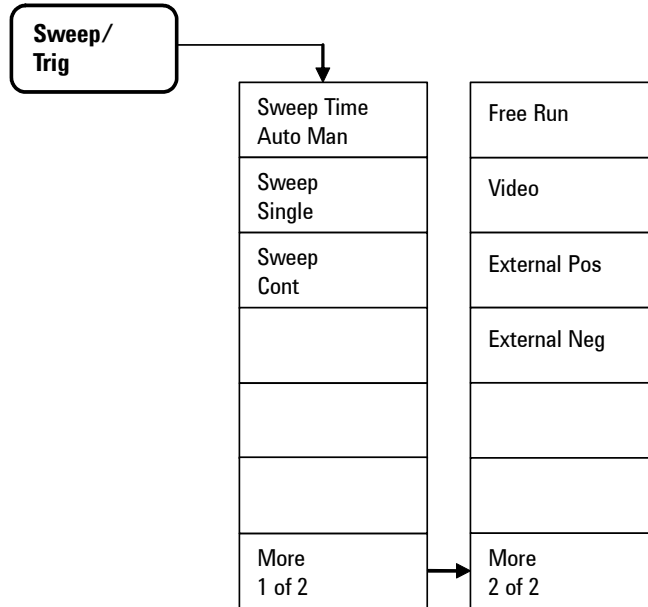 Sweep/
Trig
Sweep Time
Auto Man
Sweep
Single
Sweep
Cont
More
1 of 2
Free Run
Video
External Pos
External Neg
More
2 of 2